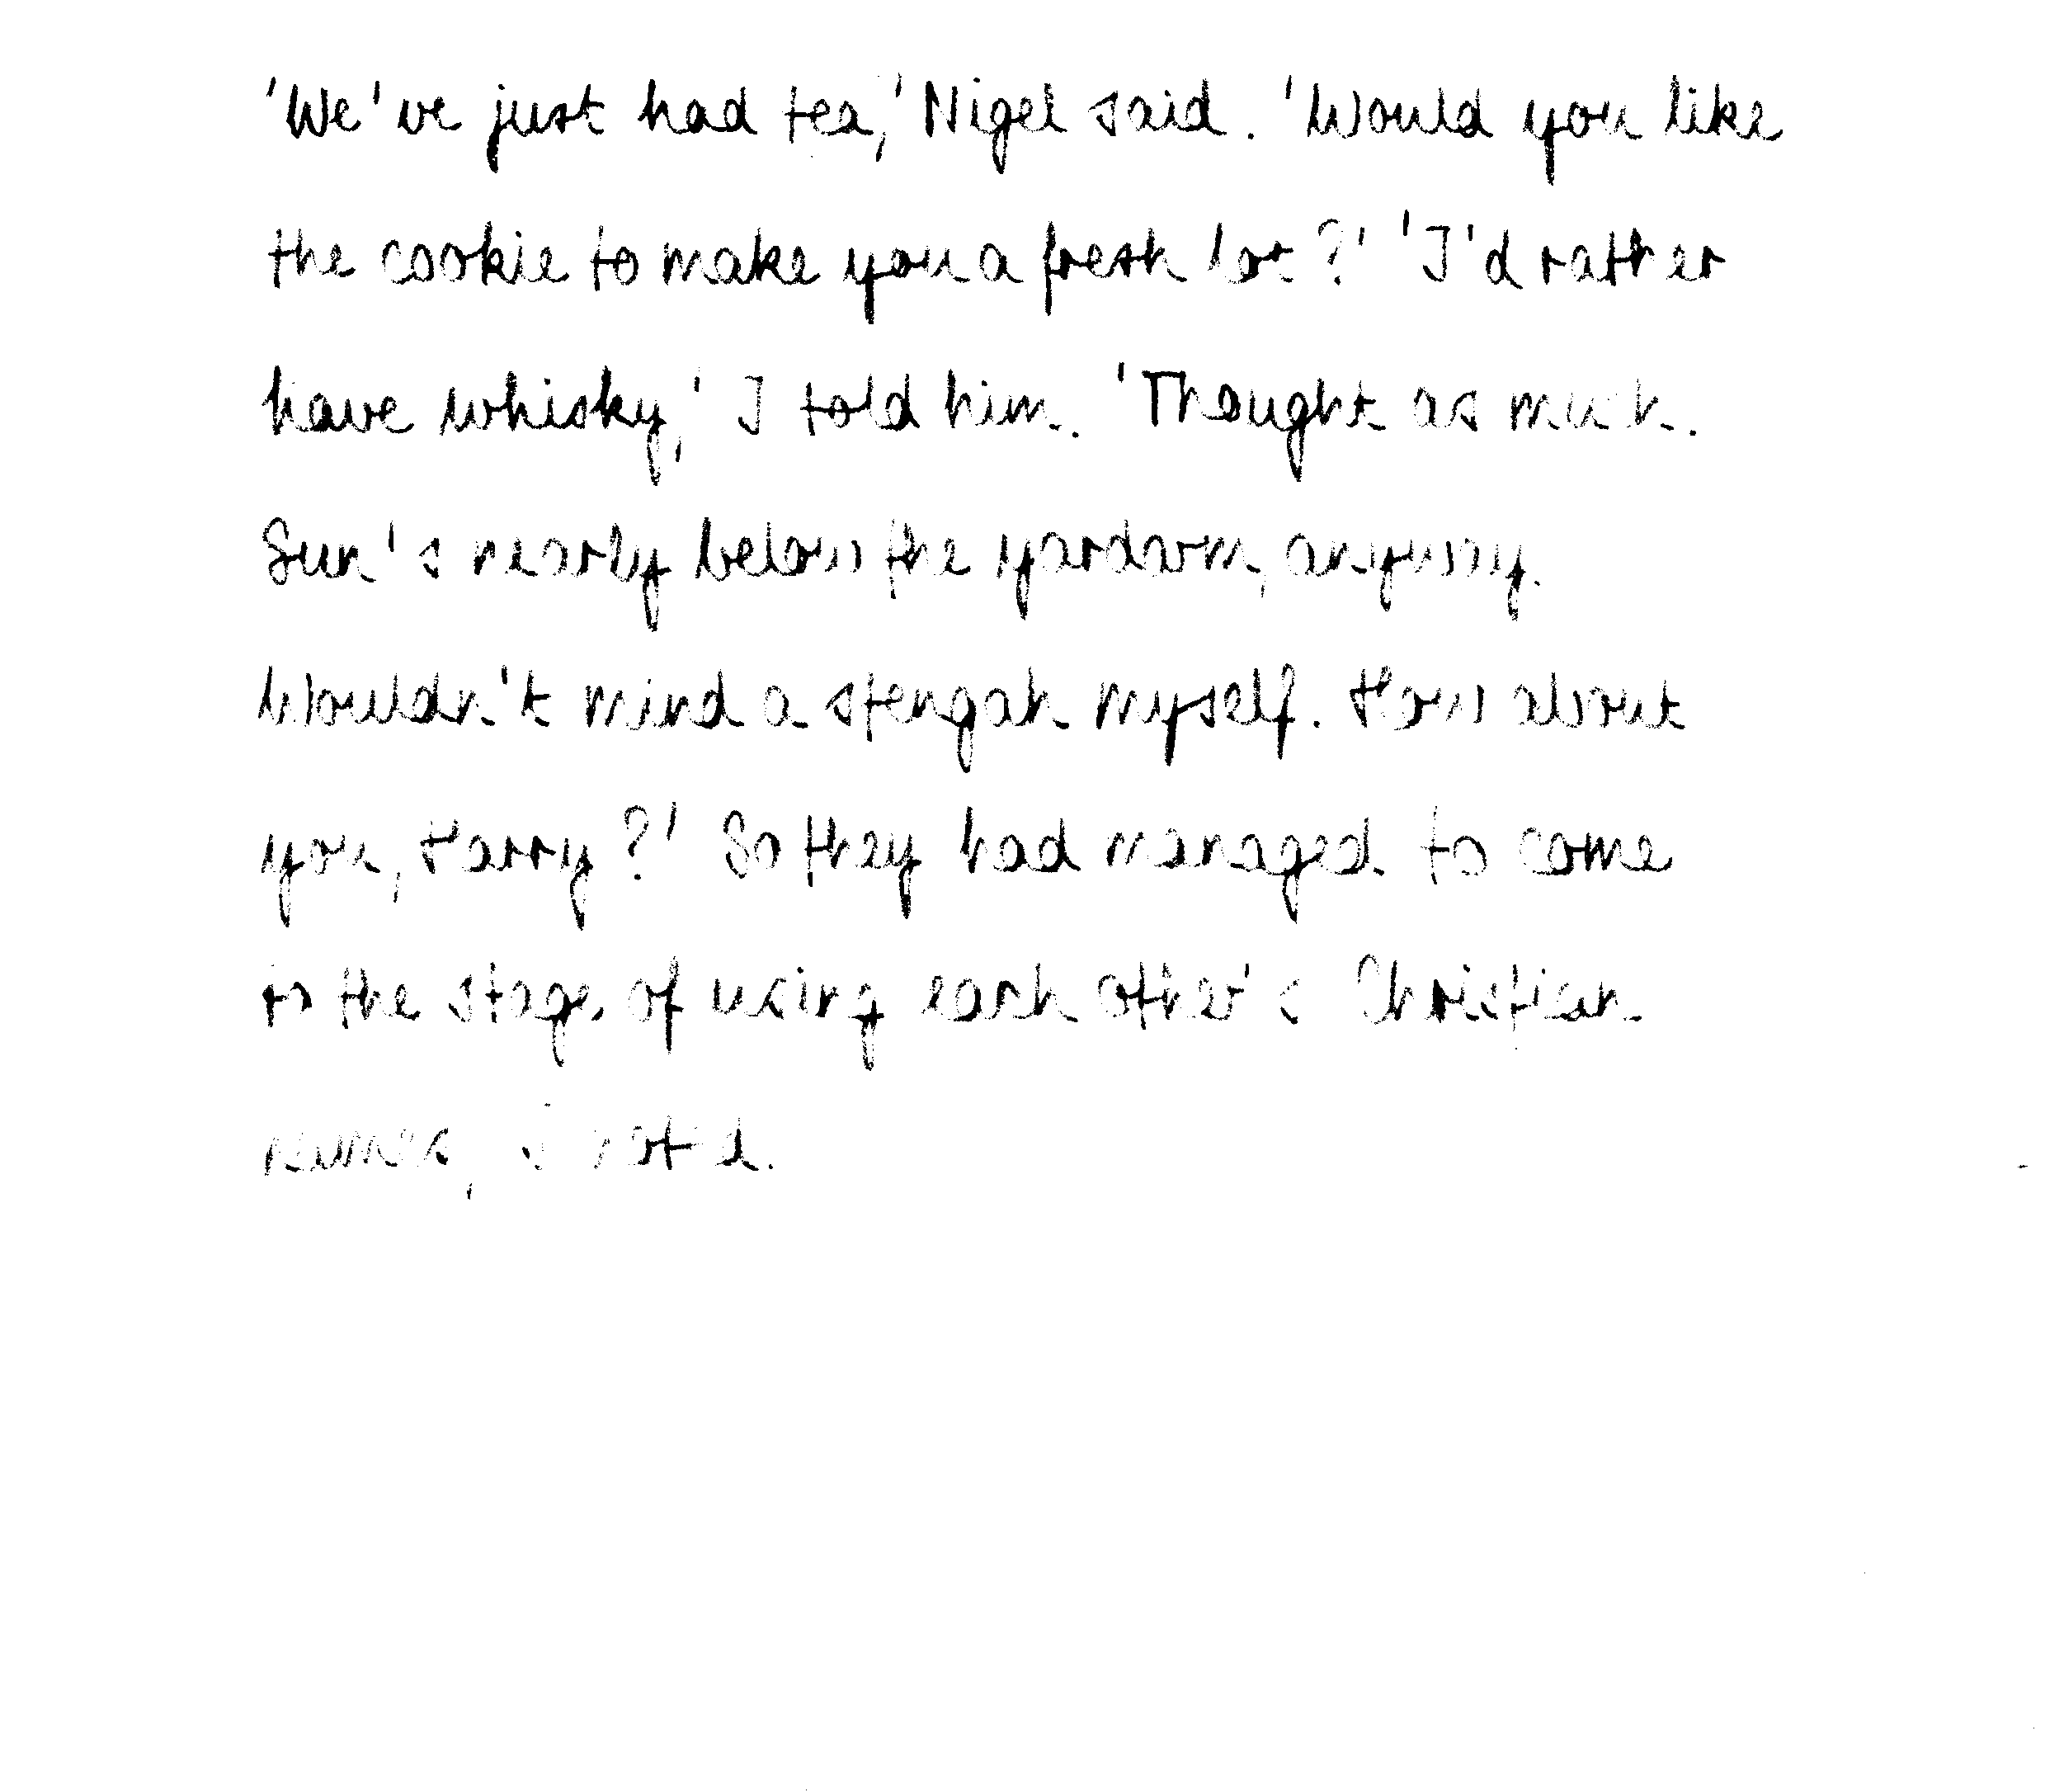 'We've just had tea,' Nigel said. 'Would you like
the cookie to make you a fresh lot?' 'I'd rather
have whisky,' I told him. 'Thought as much.
Sun's nearly below the yardarm, anyway.
Wouldn't mind a stengah myself. How about
you, Harry?' So they had managed to come
to the stage of using each other's Christian
names, I noted.